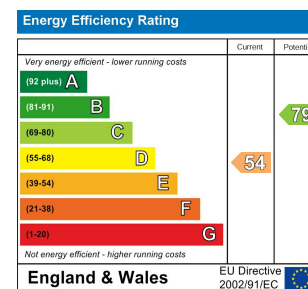 Energy Efficiency Rating
Current Potenti
Very energy efficient - lower running costs
(92 plus) A
(81-91) B
79
(69-80) C
(55-68) D
54
(39-54) E
(21-38) F
(1-20) G
Not energy efficient - higher running costs
England & Wales
EU Directive
2002/91/EC